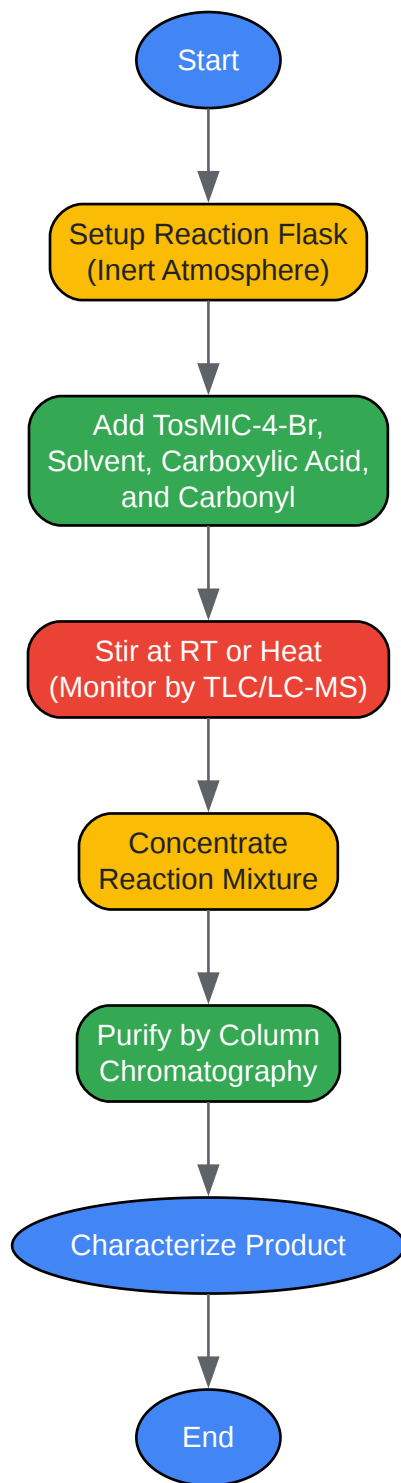 Start
Setup Reaction Flask
(Inert Atmosphere)
Add TosMIC-4-Br,
Solvent, Carboxylic Acid,
and Carbonyl
Stir at RT or Heat
(Monitor by TLC/LC-MS)
Concentrate
Reaction Mixture
Purify by Column
Chromatography
Characterize Product
End